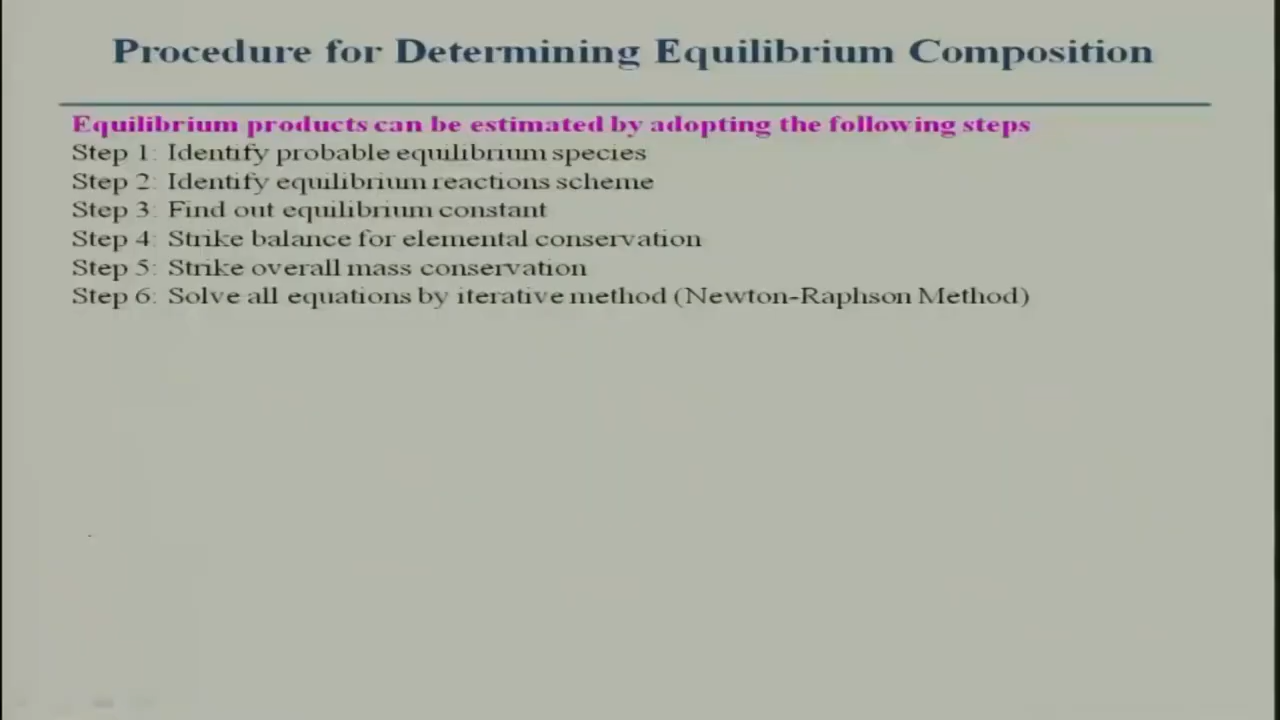 Procedure for Determining Equilibrium Composition
Equilibrium products can be estimated by adopting the following steps
Step 1: Identify probable equilibrium species
Step 2: Identify equilibrium reactions scheme
Step 3: Find out equilibrium constant
Step 4: Strike balance for elemental conservation
Step 5: Strike overall mass conservation
Step 6: Solve all equations by iterative method (Newton-Raphson Method)